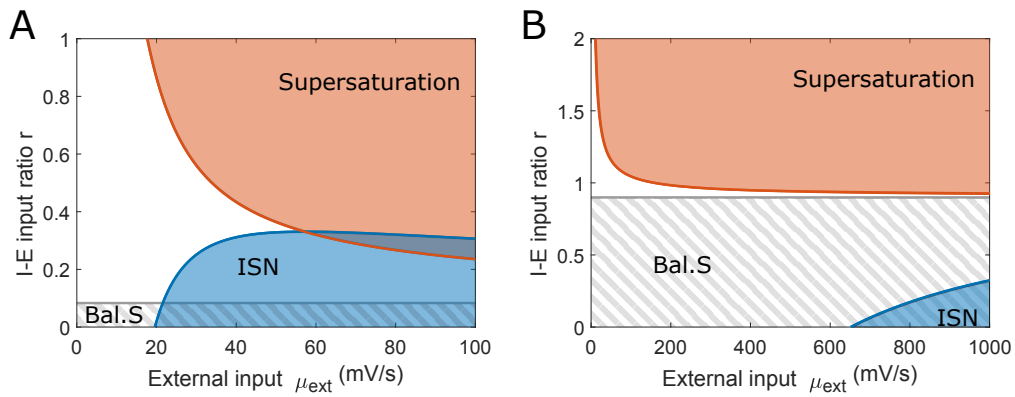 A
I-E input ratio r
1
0.8
0.6
0.4
0.2
0
Supersaturation
ISN
Bal.S
0 20 40 60 80 100
External input μext (mV/s)
B
I-E input ratio r
2
1.5
1
0.5
0
Supersaturation
Bal.S
ISN
0 200 400 600 800 1000
External input μext (mV/s)